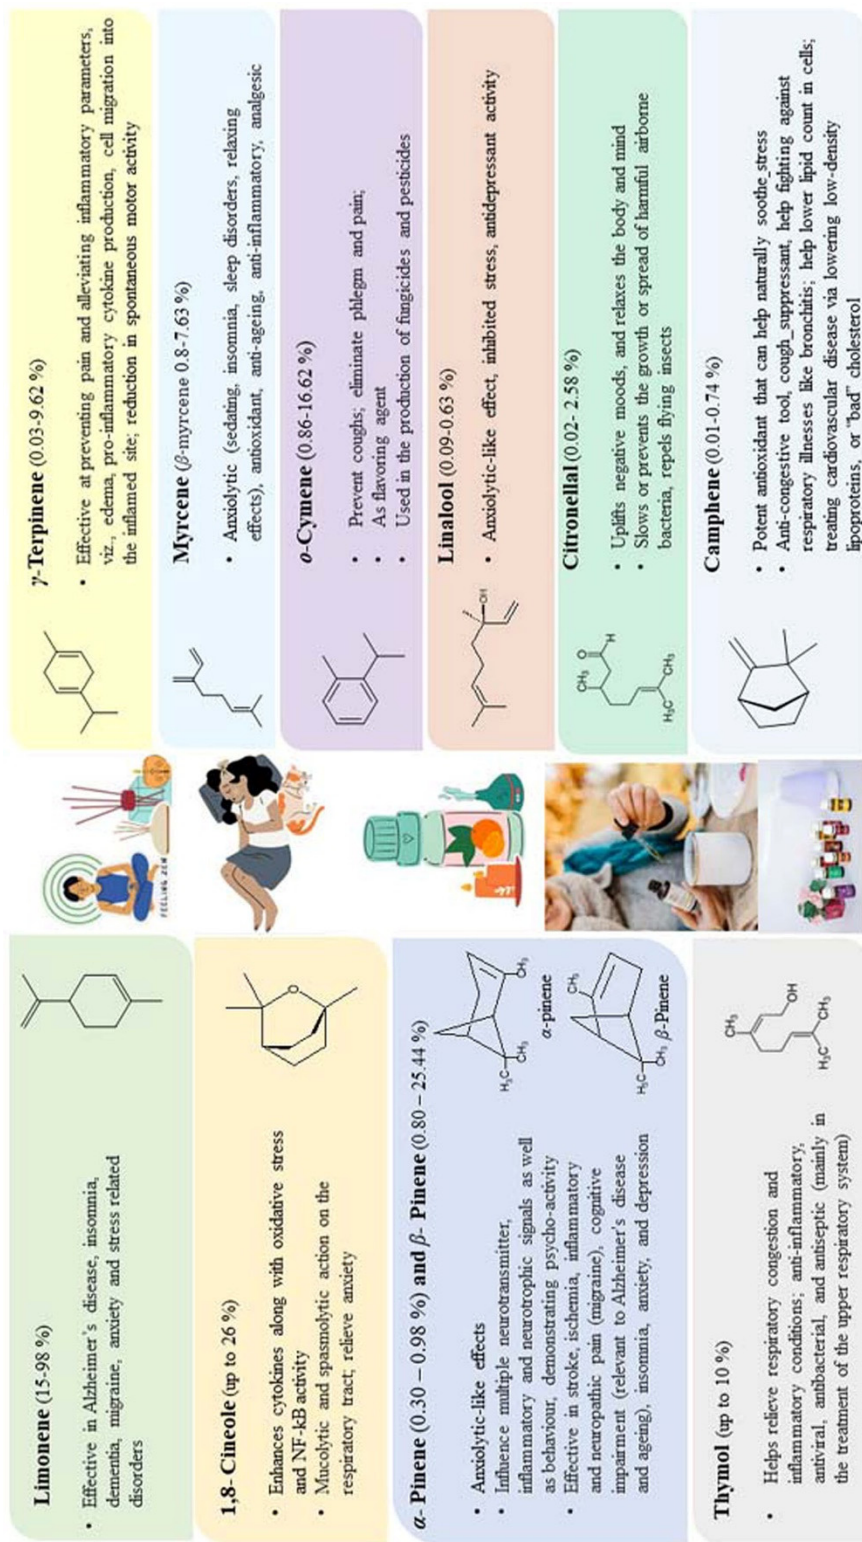 Limonene (15-98 %)
• Effective in Alzheimer's disease, insomnia,
dementia, migraine, anxiety and stress related
disorders
1,8- Cineole (up to 26 %)
• Enhances cytokines along with oxidative stress
and NF-kB activity
• Mucolytic and spasmolytic action on the
respiratory tract; relieve anxiety
O
α- Pinene (0.30 – 0.98 %) and β- Pinene (0.80 – 25.44 %)
• Anxiolytic-like effects
• Influence multiple neurotransmitter,
inflammatory and neurotrophic signals as well
as behaviour, demonstrating psycho-activity
• Effective in stroke, ischemia, inflammatory
and neuropathic pain (migraine), cognitive
impairment (relevant to Alzheimer's disease
and ageing), insomnia, anxiety, and depression
H₃C
CH₃
CH₃
α-pinene
CH₃
H₃C
CH₃
β-Pinene
Thymol (up to 10 %)
• Helps relieve respiratory congestion and
inflammatory conditions; anti-inflammatory,
antiviral, antibacterial, and antiseptic (mainly in
the treatment of the upper respiratory system)
CH₃
OH
H₃C
CH₃
FEELING ZEN
γ-Terpinene (0.03-9.62 %)
• Effective at preventing pain and alleviating inflammatory parameters,
viz., edema, pro-inflammatory cytokine production, cell migration into
the inflamed site; reduction in spontaneous motor activity
Myrcene (β-myrcene 0.8-7.63 %)
• Anxiolytic (sedating, insomnia, sleep disorders, relaxing
effects), antioxidant, anti-ageing, anti-inflammatory, analgesic
o-Cymene (0.86-16.62 %)
• Prevent coughs; eliminate phlegm and pain;
• As flavoring agent
• Used in the production of fungicides and pesticides
Linalool (0.09-0.63 %)
• Anxiolytic-like effect, inhibited stress, antidepressant activity
OH
Citronellal (0.02- 2.58 %)
• Uplifts negative moods, and relaxes the body and mind
• Slows or prevents the growth or spread of harmful airborne
bacteria, repels flying insects
CH₃
O
H
H₃C
CH₃
Camphene (0.01-0.74 %)
• Potent antioxidant that can help naturally soothe_stress
• Anti-congestive tool, cough_suppressant, help fighting against
respiratory illnesses like bronchitis; help lower lipid count in cells;
treating cardiovascular disease via lowering low-density
lipoproteins, or "bad" cholesterol